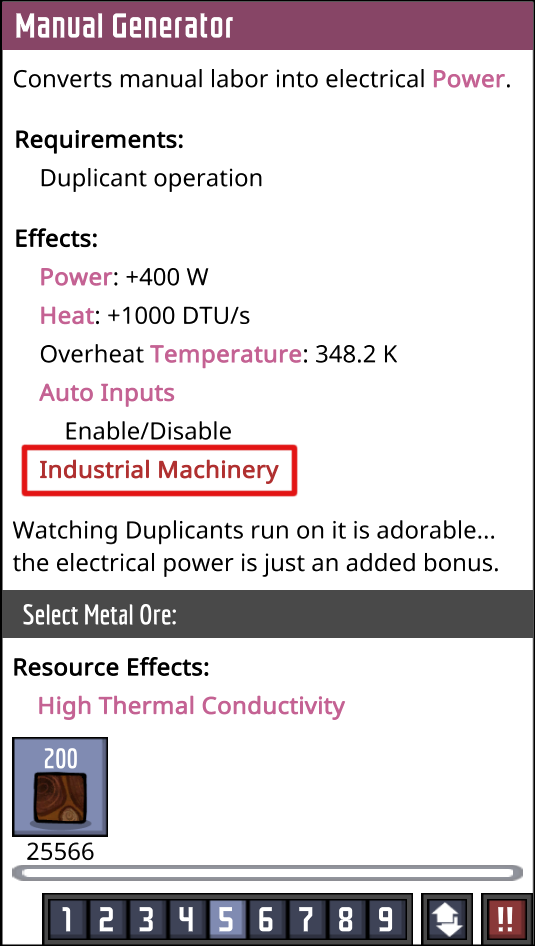 Manual Generator
Converts manual labor into electrical Power.
Requirements:
Duplicant operation
Effects:
Power: +400 W
Heat: +1000 DTU/s
Overheat Temperature: 348.2 K
Auto Inputs
Enable/Disable
Industrial Machinery
Watching Duplicants run on it is adorable...
the electrical power is just an added bonus.
Select Metal Ore:
Resource Effects:
High Thermal Conductivity
200
25566
1 2 3 4 5 6 7 8 9 !!